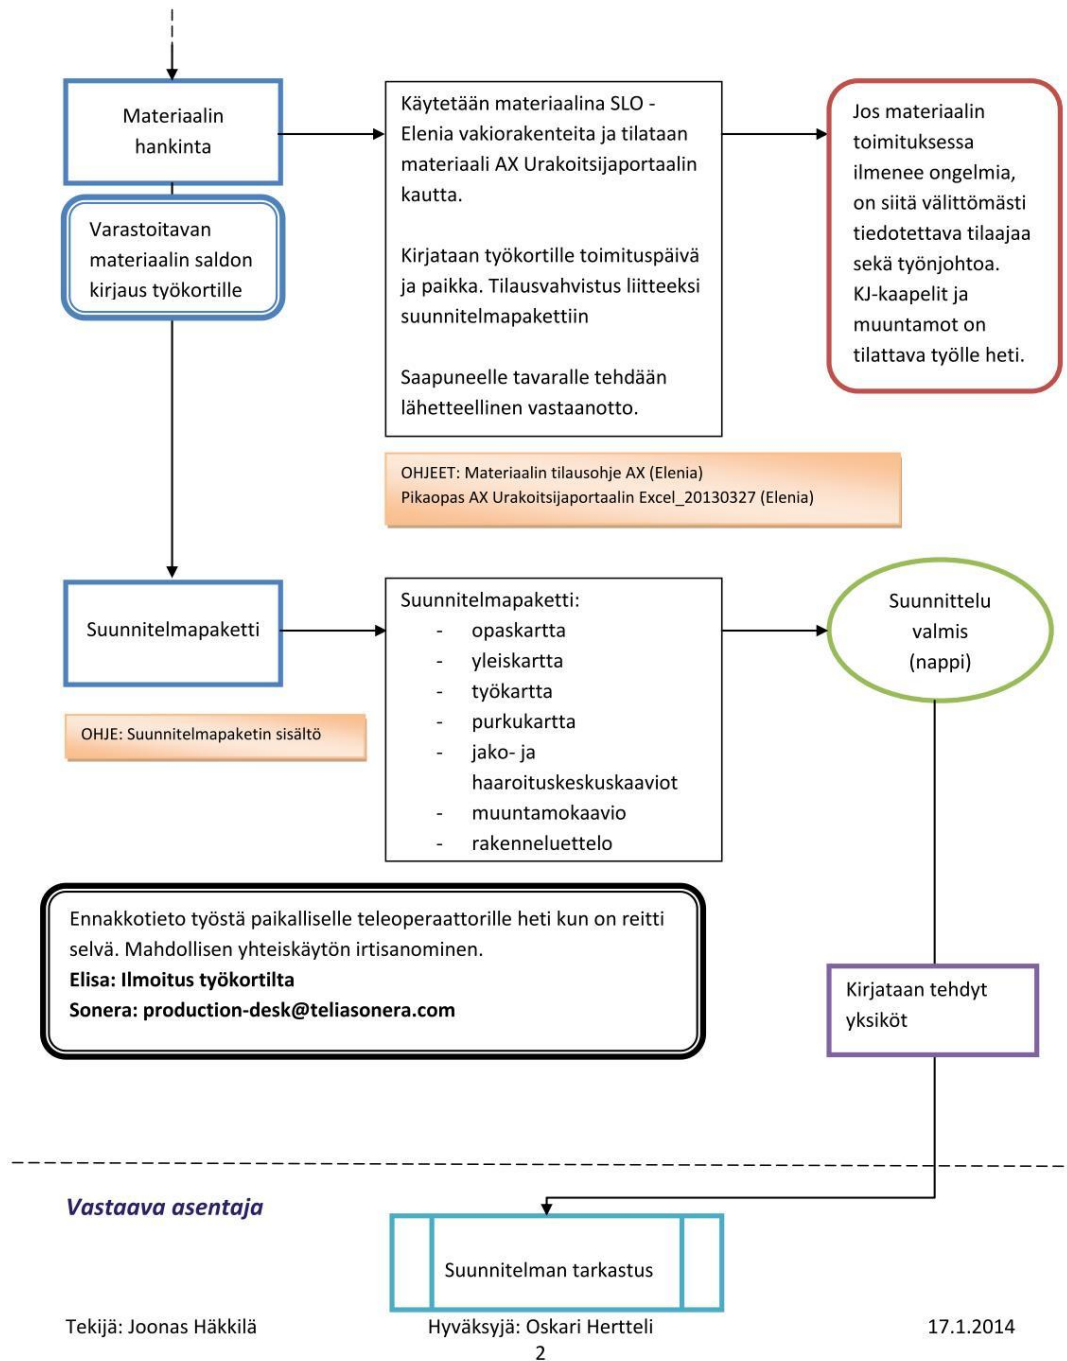 Materiaalin
hankinta
Varastoitavan
materiaalin saldon
kirjaus työkortille
Käytetään materiaalina SLO -
Elenia vakiorakenteita ja tilataan
materiaali AX Urakoitsijaportaalin
kautta.
Kirjataan työkortille toimituspäivä
ja paikka. Tilausvahvistus liitteeksi
suunnitelmapakettiin
Saapuneelle tavaralle tehdään
lähetteellinen vastaanotto.
Jos materiaalin
toimituksessa
ilmenee ongelmia,
on siitä välittömästi
tiedotettava tilaajaa
sekä työnjohtoa.
KJ-kaapelit ja
muuntamot on
tilattava työlle heti.
OHJEET: Materiaalin tilausohje AX (Elenia)
Pikaopas AX Urakoitsijaportaalin Excel_20130327 (Elenia)
Suunnitelmapaketti
OHJE: Suunnitelmapaketin sisältö
Suunnitelmapaketti:
- opaskartta
- yleiskartta
- työkartta
- purkukartta
- jako- ja
haaroituskeskuskaaviot
- muuntamokaavio
- rakenneluettelo
Suunnittelu
valmis
(nappi)
Ennakkotieto työstä paikalliselle teleoperaattorille heti kun on reitti
selvä. Mahdollisen yhteiskäytön irtisanominen.
Elisa: Ilmoitus työkortilta
Sonera: production-desk@teliasonera.com
Kirjataan tehdyt
yksiköt
Vastaava asentaja
Suunnitelman tarkastus
Tekijä: Joonas Häkkilä Hyväksyjä: Oskari Hertteli 17.1.2014
2